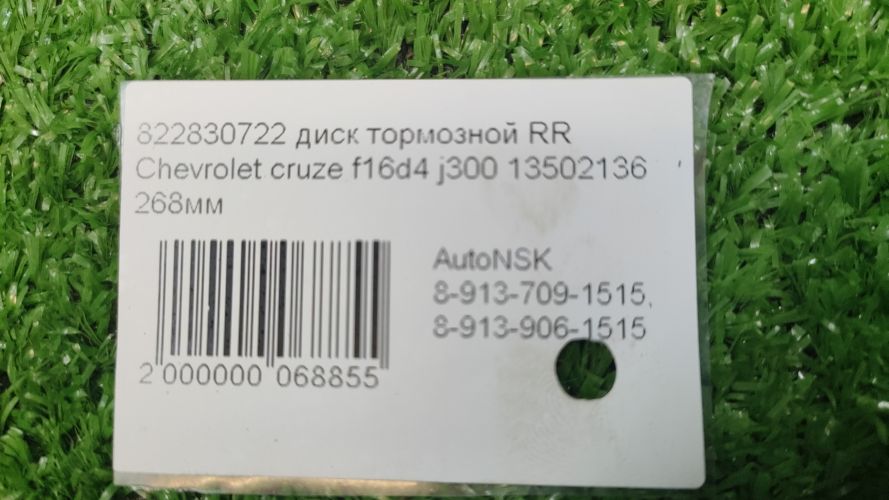 822830722 диск тормозной RR
Chevrolet cruze f16d4 j300 13502136
268мм
AutoNSK
8-913-709-1515,
8-913-906-1515
2 000000 068855